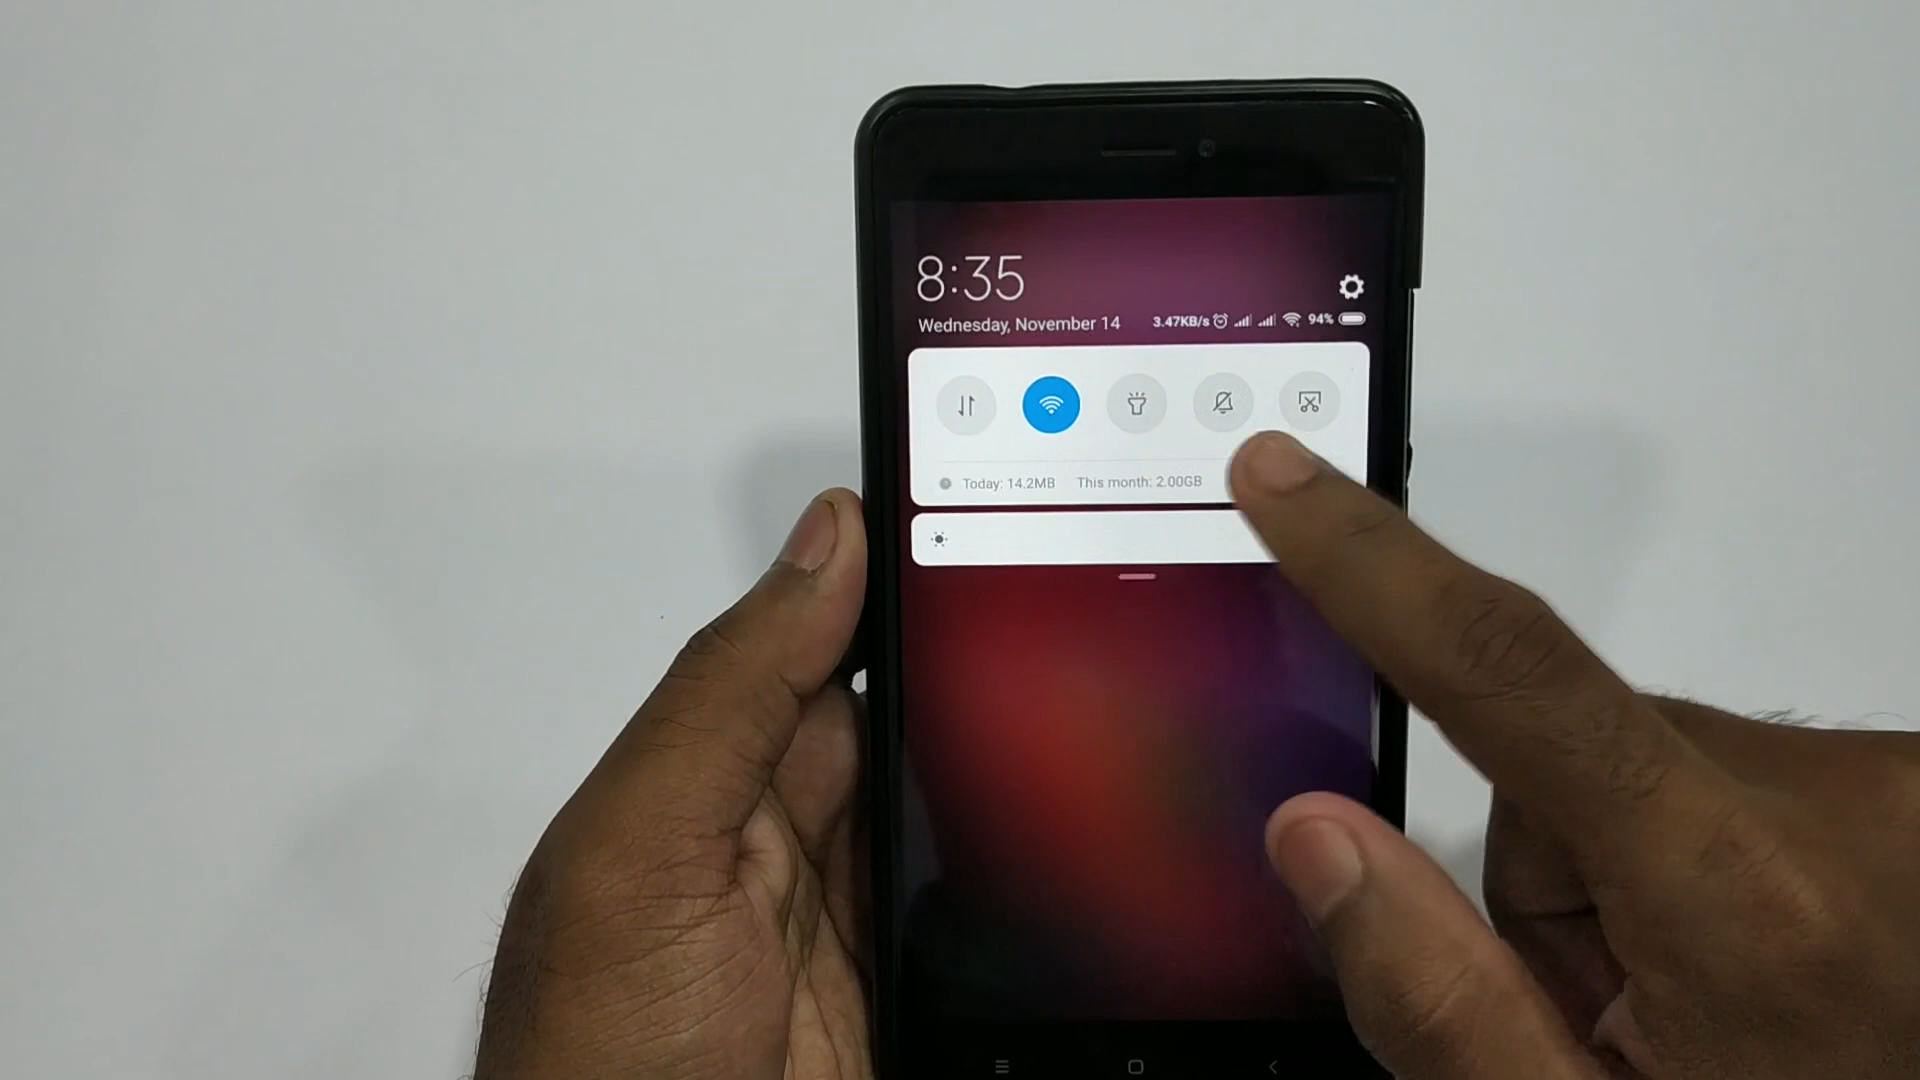 8:35
Wednesday, November 14
3.47KB/s 94%
Today: 14.2MB This month: 2.00GB